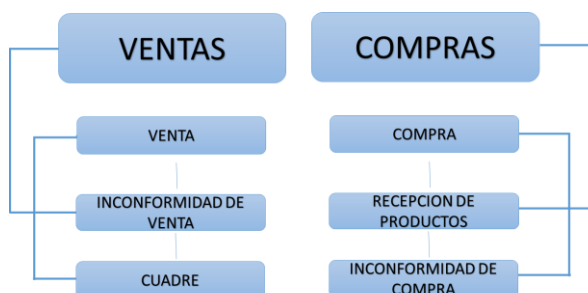 VENTAS
COMPRAS
VENTA
INCONFORMIDAD DE
VENTA
CUADRE
COMPRA
RECEPCION DE
PRODUCTOS
INCONFORMIDAD DE
COMPRA